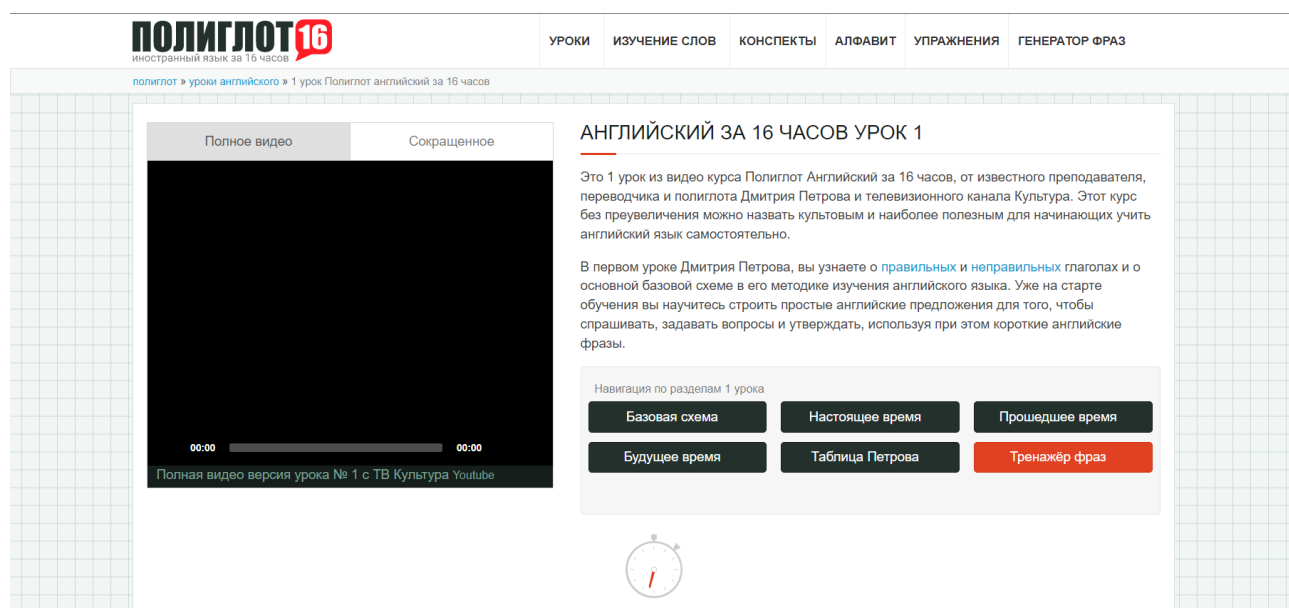 ПОЛИГЛОТ 16
иностранный язык за 16 часов
УРОКИ ИЗУЧЕНИЕ СЛОВ КОНСПЕКТЫ АЛФАВИТ УПРАЖНЕНИЯ ГЕНЕРАТОР ФРАЗ
полиглот » уроки английского » 1 урок Полиглот английский за 16 часов
Полное видео Сокращенное
00:00 00:00
Полная видео версия урока № 1 с ТВ Культура Youtube
АНГЛИЙСКИЙ ЗА 16 ЧАСОВ УРОК 1
Это 1 урок из видео курса Полиглот Английский за 16 часов, от известного преподавателя,
переводчика и полиглота Дмитрия Петрова и телевизионного канала Культура. Этот курс
без преувеличения можно назвать культовым и наиболее полезным для начинающих учить
английский язык самостоятельно.
В первом уроке Дмитрия Петрова, вы узнаете о правильных и неправильных глаголах и о
основной базовой схеме в его методике изучения английского языка. Уже на старте
обучения вы научитесь строить простые английские предложения для того, чтобы
спрашивать, задавать вопросы и утверждать, используя при этом короткие английские
фразы.
Навигация по разделам 1 урока
Базовая схема Настоящее время Прошедшее время
Будущее время Таблица Петрова Тренажёр фраз